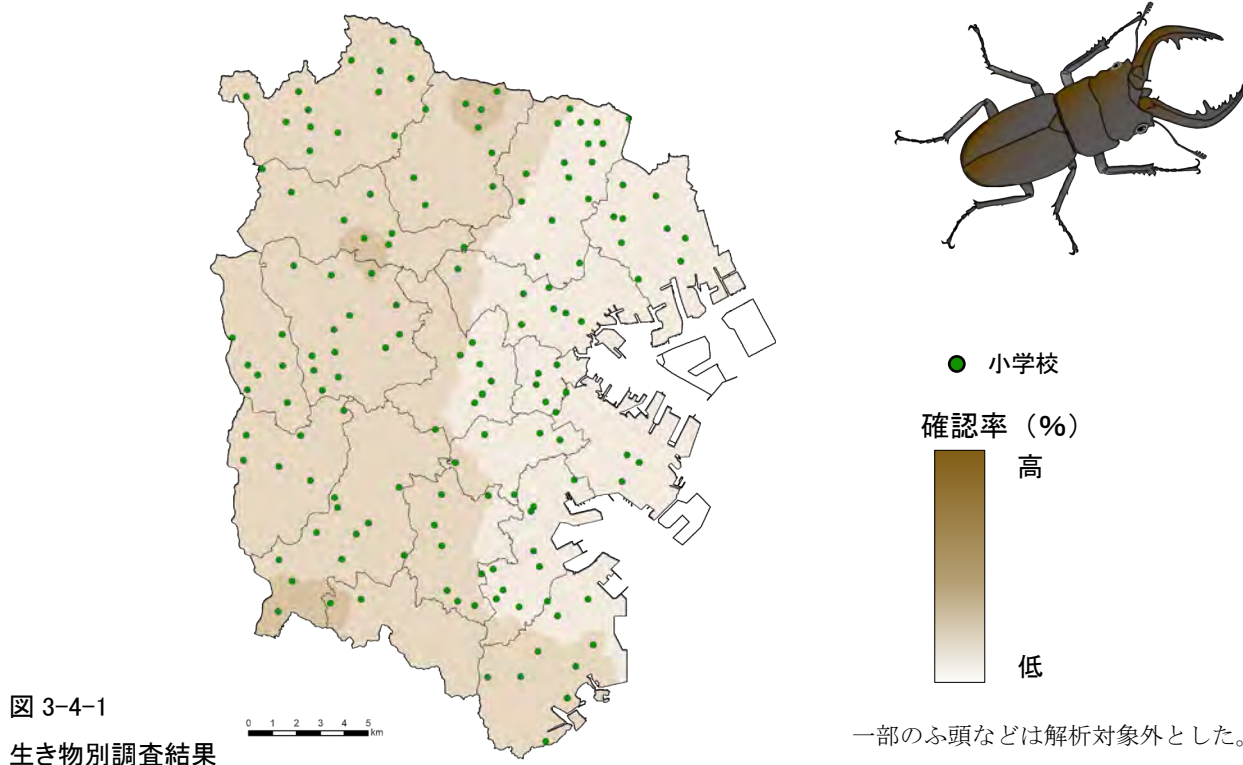 小学校
確認率（%）
高
低
図 3-4-1
生き物別調査結果
0 1 2 3 4 5
km
一部のふ頭などは解析対象外とした。